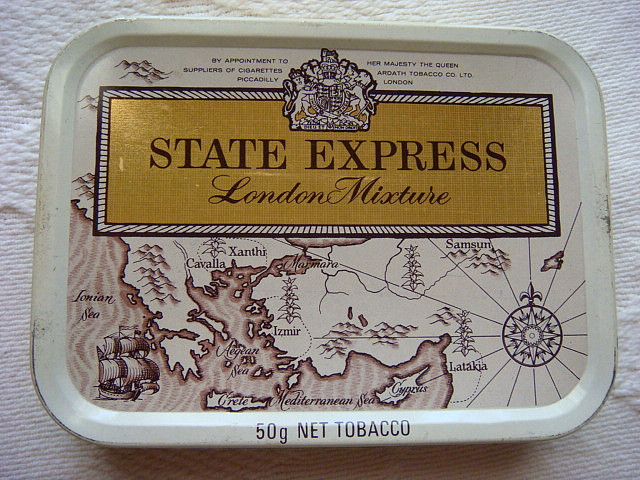 BY APPOINTMENT TO HER MAJESTY THE QUEEN
SUPPLIERS OF CIGARETTES ARDATH TOBACCO CO. LTD.
PICCADILLY LONDON
STATE EXPRESS
London Mixture
Samsun
Xanthi
Cavalla
Marmara
Ionian
Sea
Izmir
Aegean
Sea
Latakia
Cyprus
Crete
Mediterranean Sea
50g NET TOBACCO